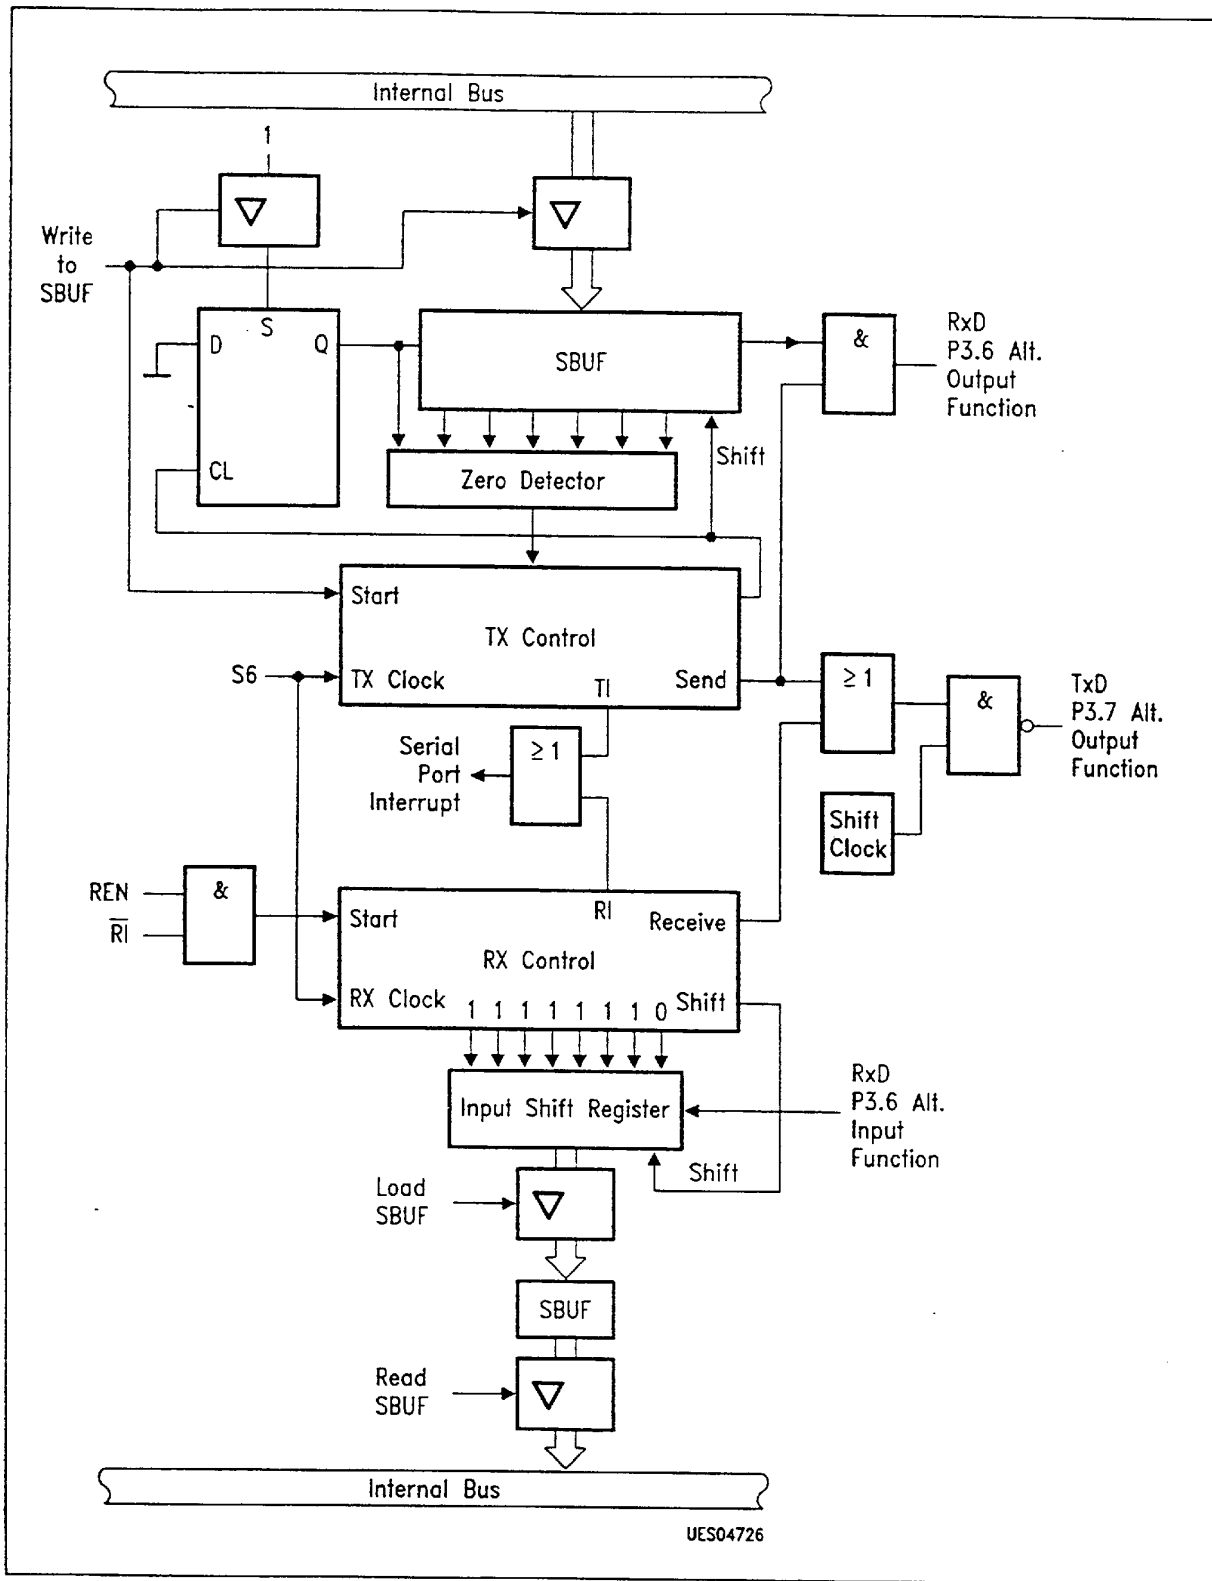 Internal Bus
1
Write
to
SBUF
S
D
Q
CL
SBUF
&
RxD
P3.6 Alt.
Output
Function
Shift
Zero Detector
Start
TX Control
S6
TX Clock
TI
Send
≥ 1
&
TxD
P3.7 Alt.
Output
Function
Serial
Port
Interrupt
≥ 1
Shift
Clock
REN
R̅I̅
&
Start
RI
Receive
RX Control
RX Clock
1 1 1 1 1 1 1 0
Shift
Input Shift Register
RxD
P3.6 Alt.
Input
Function
Shift
Load
SBUF
SBUF
Read
SBUF
Internal Bus
UES04726